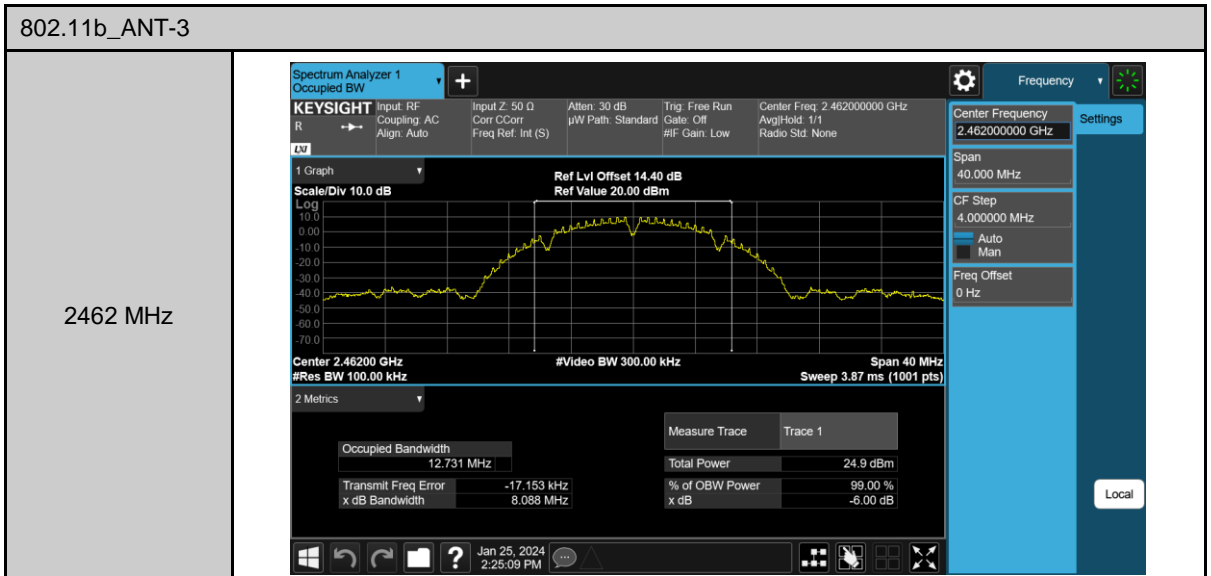 802.11b_ANT-3
2462 MHz
Spectrum Analyzer 1
Occupied BW
+
Frequency
KEYSIGHT
R
LXI
Input: RF
Coupling: AC
Align: Auto
Input Z: 50 Ω
Corr CCorr
Freq Ref: Int (S)
Atten: 30 dB
µW Path: Standard
Trig: Free Run
Gate: Off
#IF Gain: Low
Center Freq: 2.462000000 GHz
Avg|Hold: 1/1
Radio Std: None
Center Frequency
2.462000000 GHz
Settings
Span
40.000 MHz
CF Step
4.000000 MHz
Auto
Man
Freq Offset
0 Hz
Local
1 Graph
Scale/Div 10.0 dB
Ref Lvl Offset 14.40 dB
Ref Value 20.00 dBm
Log
10.0
0.00
-10.0
-20.0
-30.0
-40.0
-50.0
-60.0
-70.0
Center 2.46200 GHz
#Video BW 300.00 kHz
Span 40 MHz
#Res BW 100.00 kHz
Sweep 3.87 ms (1001 pts)
2 Metrics
Measure Trace Trace 1
Occupied Bandwidth
12.731 MHz
Total Power 24.9 dBm
Transmit Freq Error -17.153 kHz
% of OBW Power 99.00 %
x dB Bandwidth 8.088 MHz
x dB -6.00 dB
?
Jan 25, 2024
2:25:09 PM